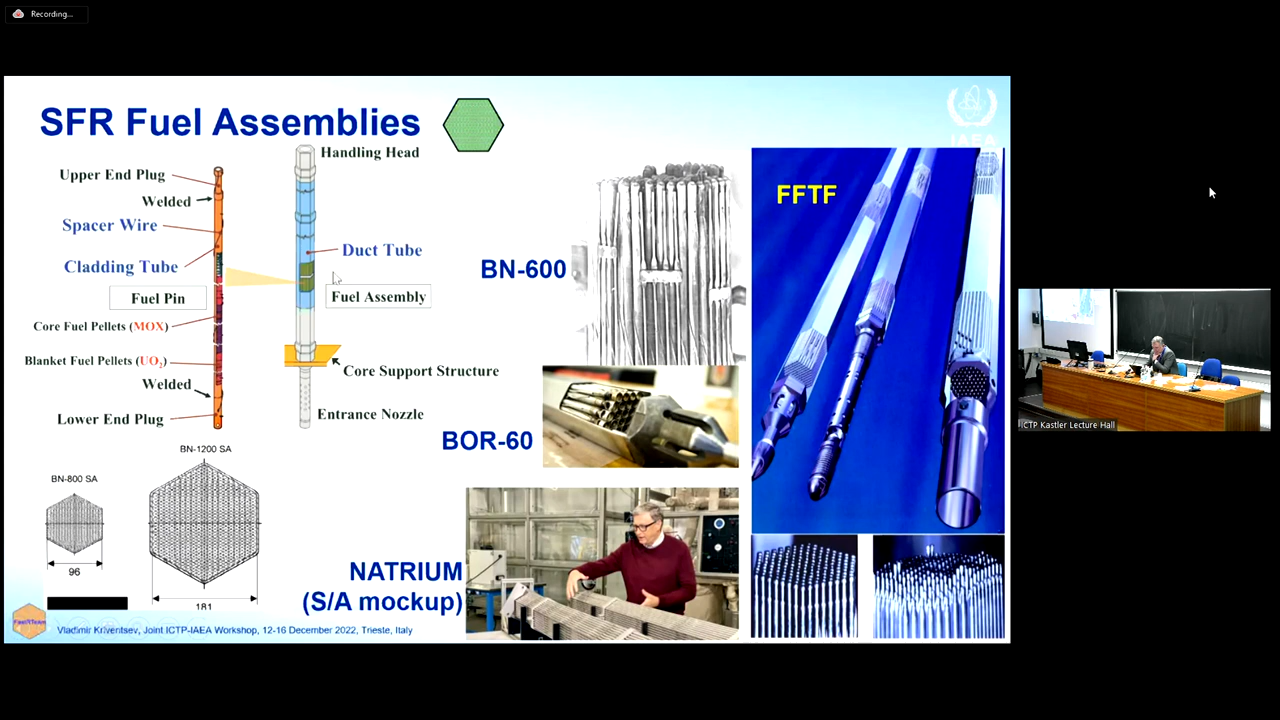 Recording...
SFR Fuel Assemblies
IAEA
Handling Head
Upper End Plug
Welded
Spacer Wire
Cladding Tube
Duct Tube
Fuel Pin
Fuel Assembly
Core Fuel Pellets (MOX)
Blanket Fuel Pellets (UO2)
Welded
Core Support Structure
Lower End Plug
Entrance Nozzle
BN-600
FFTF
BOR-60
BN-1200 SA
BN-800 SA
96
181
NATRIUM
(S/A mockup)
Vladimir Kriventsev, Joint ICTP-IAEA Workshop, 12-16 December 2022, Trieste, Italy
ICTP Kastler Lecture Hall